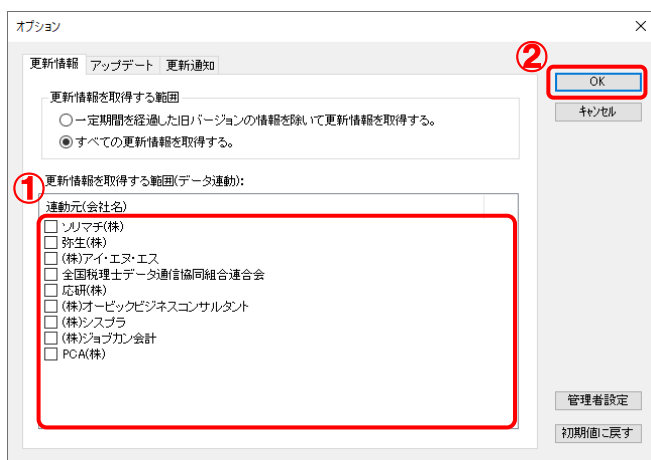 オプション
更新情報 アップデート 更新通知
②
OK
キャンセル
更新情報を取得する範囲
一定期間を経過した旧バージョンの情報を除いて更新情報を取得する。
すべての更新情報を取得する。
①
更新情報を取得する範囲(データ連動):
連動元(会社名)
ソリマチ(株)
弥生(株)
(株)アイ・エヌ・エス
全国税理士データ通信協同組合連合会
応研(株)
(株)オービックビジネスコンサルタント
(株)シスプラ
(株)ジョブカン会計
PCA(株)
管理者設定
初期値に戻す